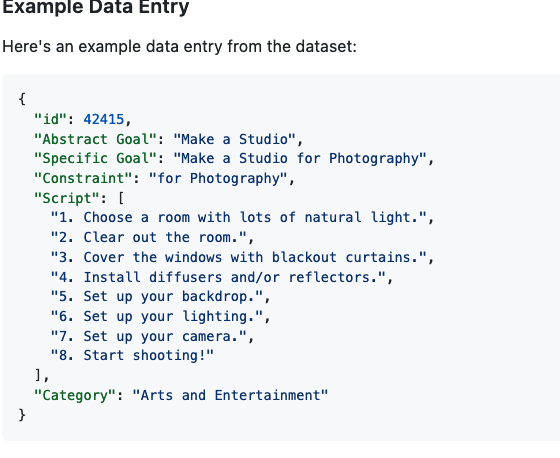 Example Data Entry
Here's an example data entry from the dataset:
{
  "id": 42415,
  "Abstract Goal": "Make a Studio",
  "Specific Goal": "Make a Studio for Photography",
  "Constraint": "for Photography",
  "Script": [
    "1. Choose a room with lots of natural light.",
    "2. Clear out the room.",
    "3. Cover the windows with blackout curtains.",
    "4. Install diffusers and/or reflectors.",
    "5. Set up your backdrop.",
    "6. Set up your lighting.",
    "7. Set up your camera.",
    "8. Start shooting!"
  ],
  "Category": "Arts and Entertainment"
}